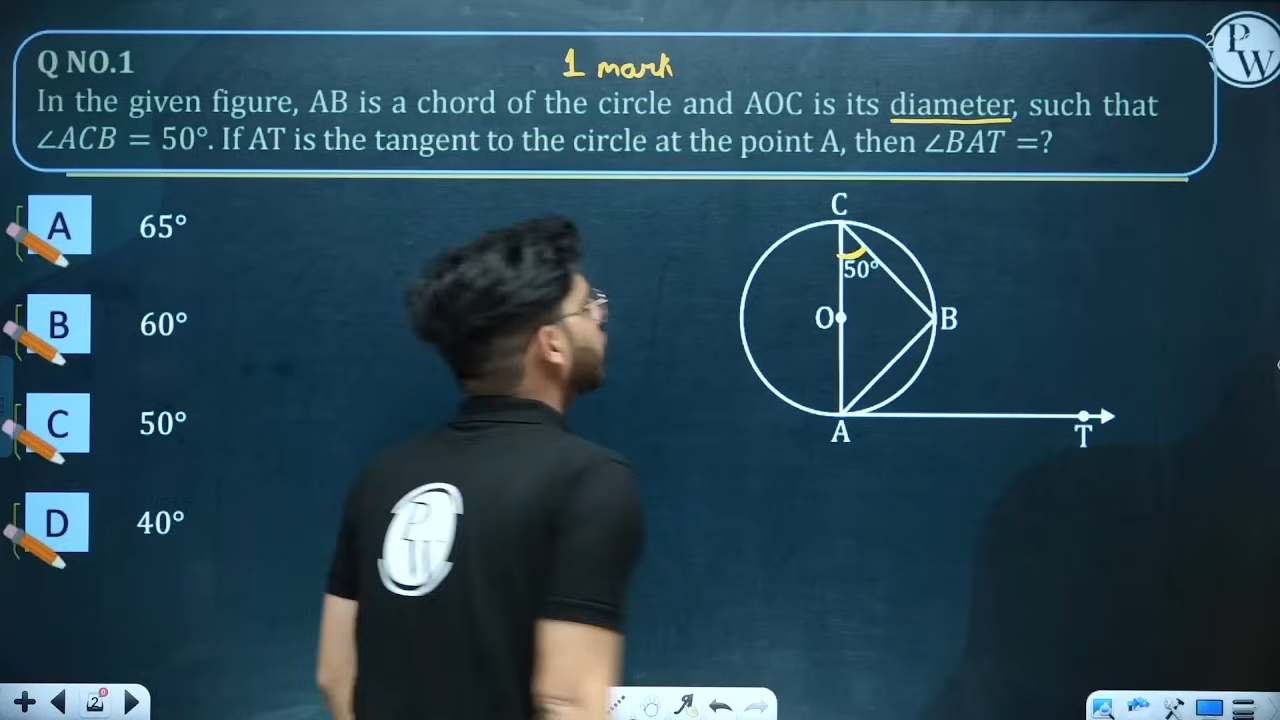 Q NO.1
1 mark
In the given figure, AB is a chord of the circle and AOC is its diameter, such that
∠ACB = 50°. If AT is the tangent to the circle at the point A, then ∠BAT =?
PW
A 65°
B 60°
C 50°
D 40°
C
50°
O
B
A
T
PW
2